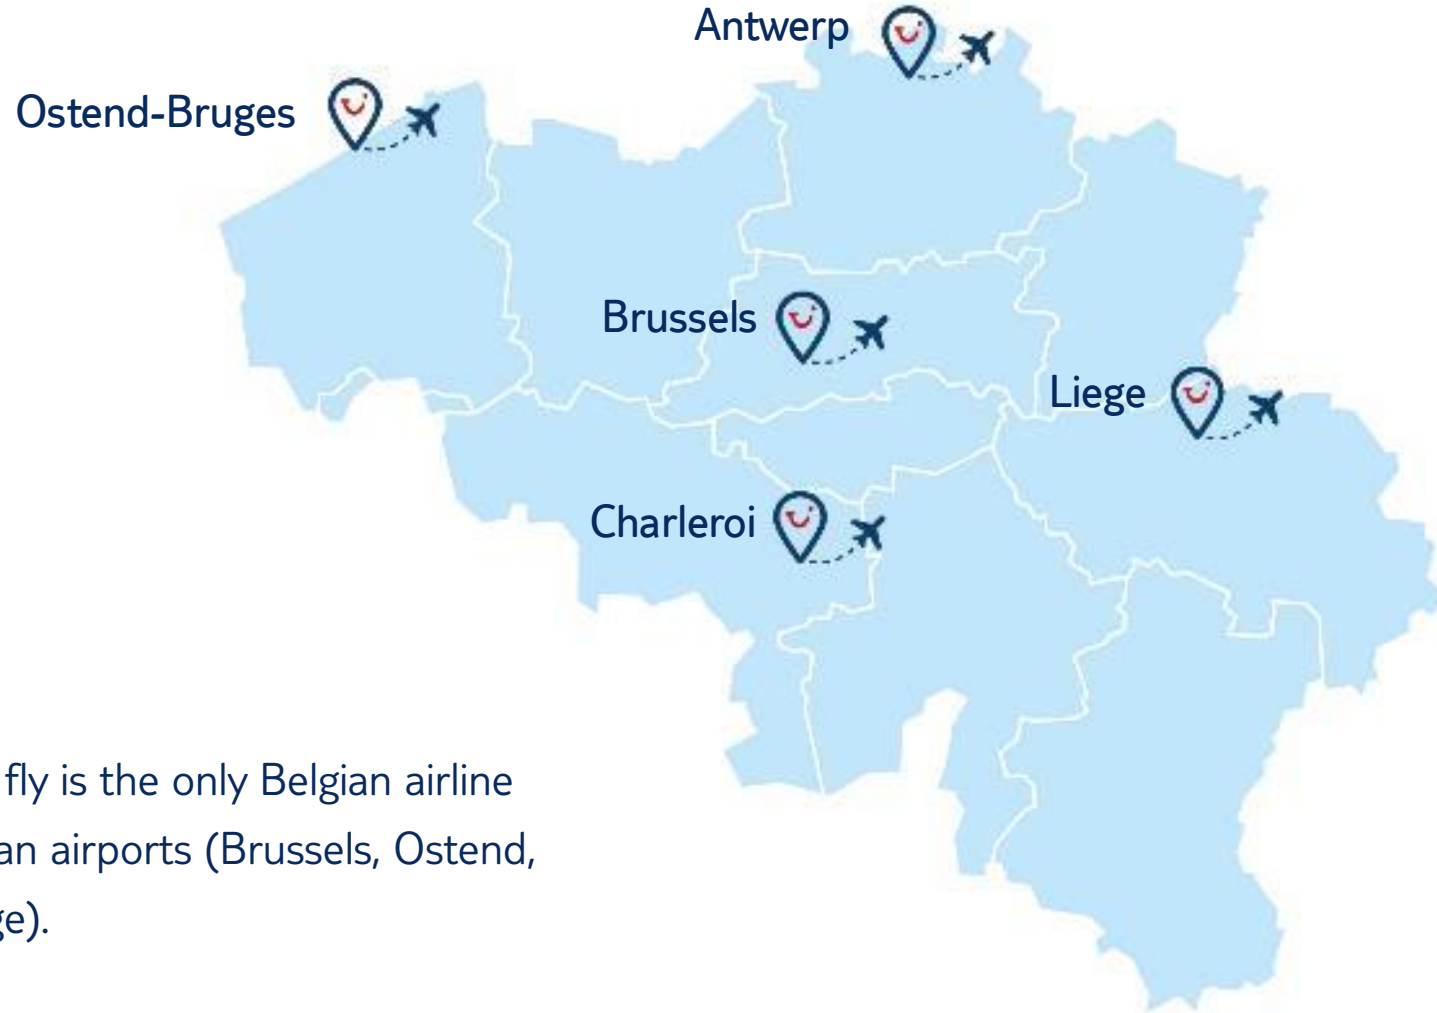 Antwerp
Ostend-Bruges
Brussels
Liege
Charleroi
fly is the only Belgian airline
an airports (Brussels, Ostend,
ge).